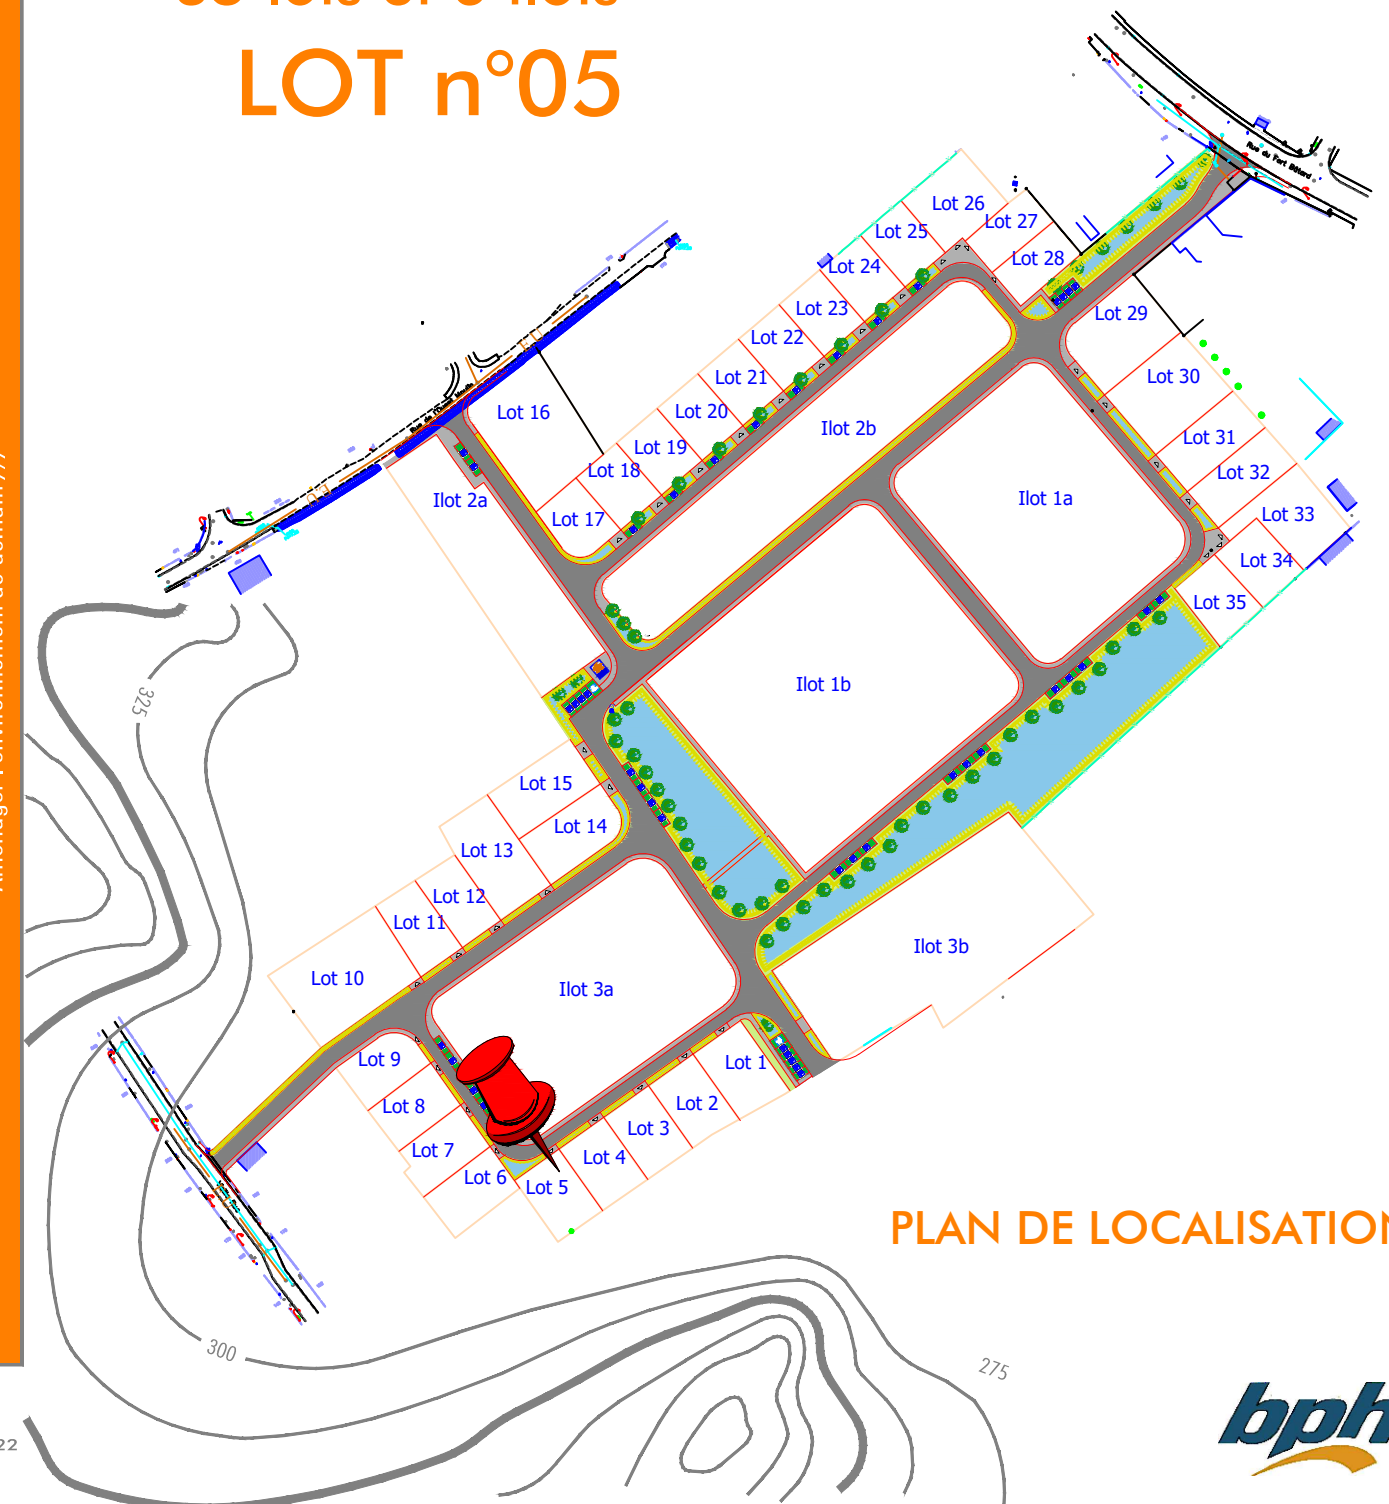 LOT n°05
Rue du Fort Bétard
Lot 26
Lot 27
Lot 25
Lot 28
Lot 24
Lot 23
Lot 29
Lot 22
Lot 21
Lot 30
Lot 20
Lot 16
Ilot 2b
Lot 19
Lot 31
Lot 18
Lot 32
Ilot 2a
Ilot 1a
Lot 17
Lot 33
Lot 34
Lot 35
Ilot 1b
325
Lot 15
Lot 14
Lot 13
Lot 12
Lot 11
Ilot 3b
Lot 10
Ilot 3a
Lot 9
Lot 1
Lot 8
Lot 2
Lot 3
Lot 7
Lot 4
Lot 6
Lot 5
PLAN DE LOCALISATION
300
275
bph
22